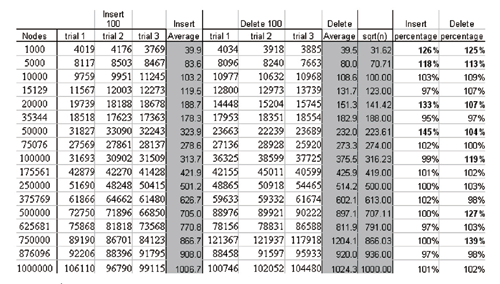 Insert
100 Insert Delete 100 Delete Insert Delete
Nodes trial 1 trial 2 trial 3 Average trial 1 trial 2 trial 3 Average sqrt(n) percentage percentage
1000 4019 4176 3769 39.9 4034 3918 3885 39.5 31.62 126% 125%
5000 8117 8503 8467 83.6 8096 8240 7663 80.0 70.71 118% 113%
10000 9759 9951 11245 103.2 10977 10632 10968 108.6 100.00 103% 109%
15129 11567 12003 12273 119.5 12800 12973 13739 131.7 123.00 97% 107%
20000 19739 18188 18678 188.7 14448 15204 15745 151.3 141.42 133% 107%
35344 18518 17623 17363 178.3 17953 18351 18554 182.9 188.00 95% 97%
50000 31827 33090 32243 323.9 23663 22239 23689 232.0 223.61 145% 104%
75076 27569 27861 28137 278.6 27136 28928 25920 273.3 274.00 102% 100%
100000 31693 30902 31509 313.7 36325 38599 37725 375.5 316.23 99% 119%
175561 42879 42270 41428 421.9 42155 45011 40599 425.9 419.00 101% 102%
250000 51690 48248 50415 501.2 48865 50918 54465 514.2 500.00 100% 103%
375769 61866 64662 61480 626.7 59633 59332 61674 602.1 613.00 102% 98%
500000 72750 71896 66850 705.0 88976 89921 90222 897.1 707.11 100% 127%
625681 75868 81818 73568 770.8 78156 78831 86588 811.9 791.00 97% 103%
750000 89190 86701 84123 866.7 121367 121937 117918 1204.1 866.03 100% 139%
876096 92206 88396 91795 908.0 88458 91597 95933 920.0 936.00 97% 98%
1000000 106110 96790 99115 1006.7 100746 102052 104480 1024.3 1000.00 101% 102%